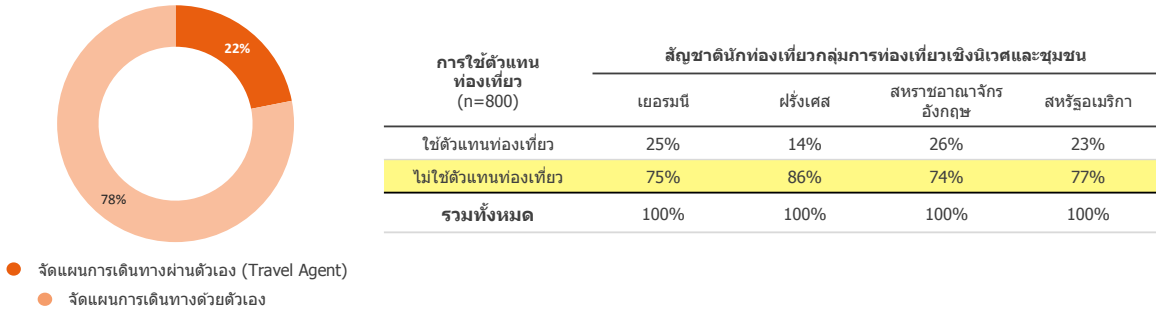 22%
78%
จัดแผนการเดินทางผ่านตัวเอง (Travel Agent)
จัดแผนการเดินทางด้วยตัวเอง
การใช้ตัวแทน
ท่องเที่ยว
(n=800)
สัญชาตินักท่องเที่ยวกลุ่มการท่องเที่ยวเชิงนิเวศและชุมชน
เยอรมนี ฝรั่งเศส สหราชอาณาจักร
อังกฤษ สหรัฐอเมริกา
ใช้ตัวแทนท่องเที่ยว 25% 14% 26% 23%
ไม่ใช้ตัวแทนท่องเที่ยว 75% 86% 74% 77%
รวมทั้งหมด 100% 100% 100% 100%